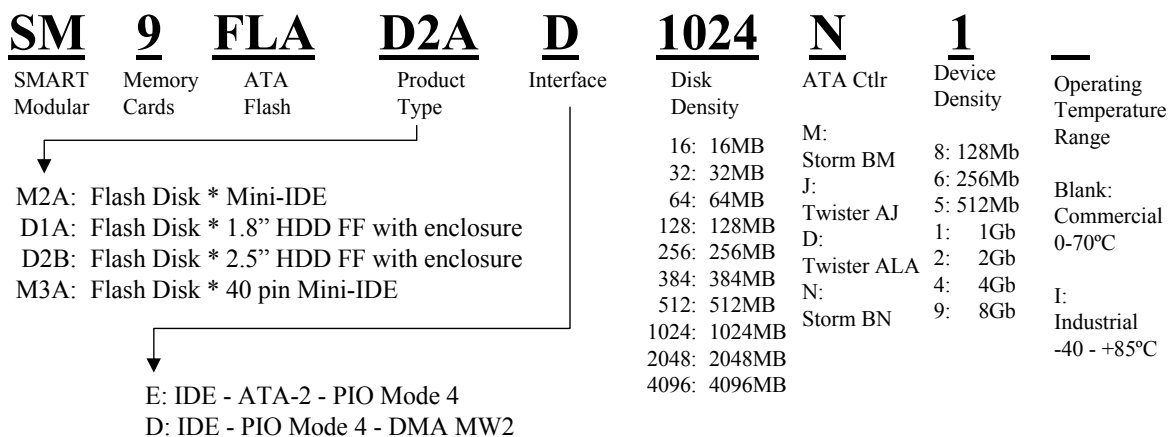 SM 9 FLA D2A D 1024 N 1 _
SMART Modular
Memory Cards
ATA Flash
Product Type
Interface
Disk Density
ATA Ctlr
Device Density
Operating Temperature Range
M2A: Flash Disk * Mini-IDE
D1A: Flash Disk * 1.8” HDD FF with enclosure
D2B: Flash Disk * 2.5” HDD FF with enclosure
M3A: Flash Disk * 40 pin Mini-IDE
E: IDE - ATA-2 - PIO Mode 4
D: IDE - PIO Mode 4 - DMA MW2
16: 16MB
32: 32MB
64: 64MB
128: 128MB
256: 256MB
384: 384MB
512: 512MB
1024: 1024MB
2048: 2048MB
4096: 4096MB
M:
Storm BM
J:
Twister AJ
D:
Twister ALA
N:
Storm BN
8: 128Mb
6: 256Mb
5: 512Mb
1: 1Gb
2: 2Gb
4: 4Gb
9: 8Gb
Blank:
Commercial
0-70ºC
I:
Industrial
-40 - +85ºC